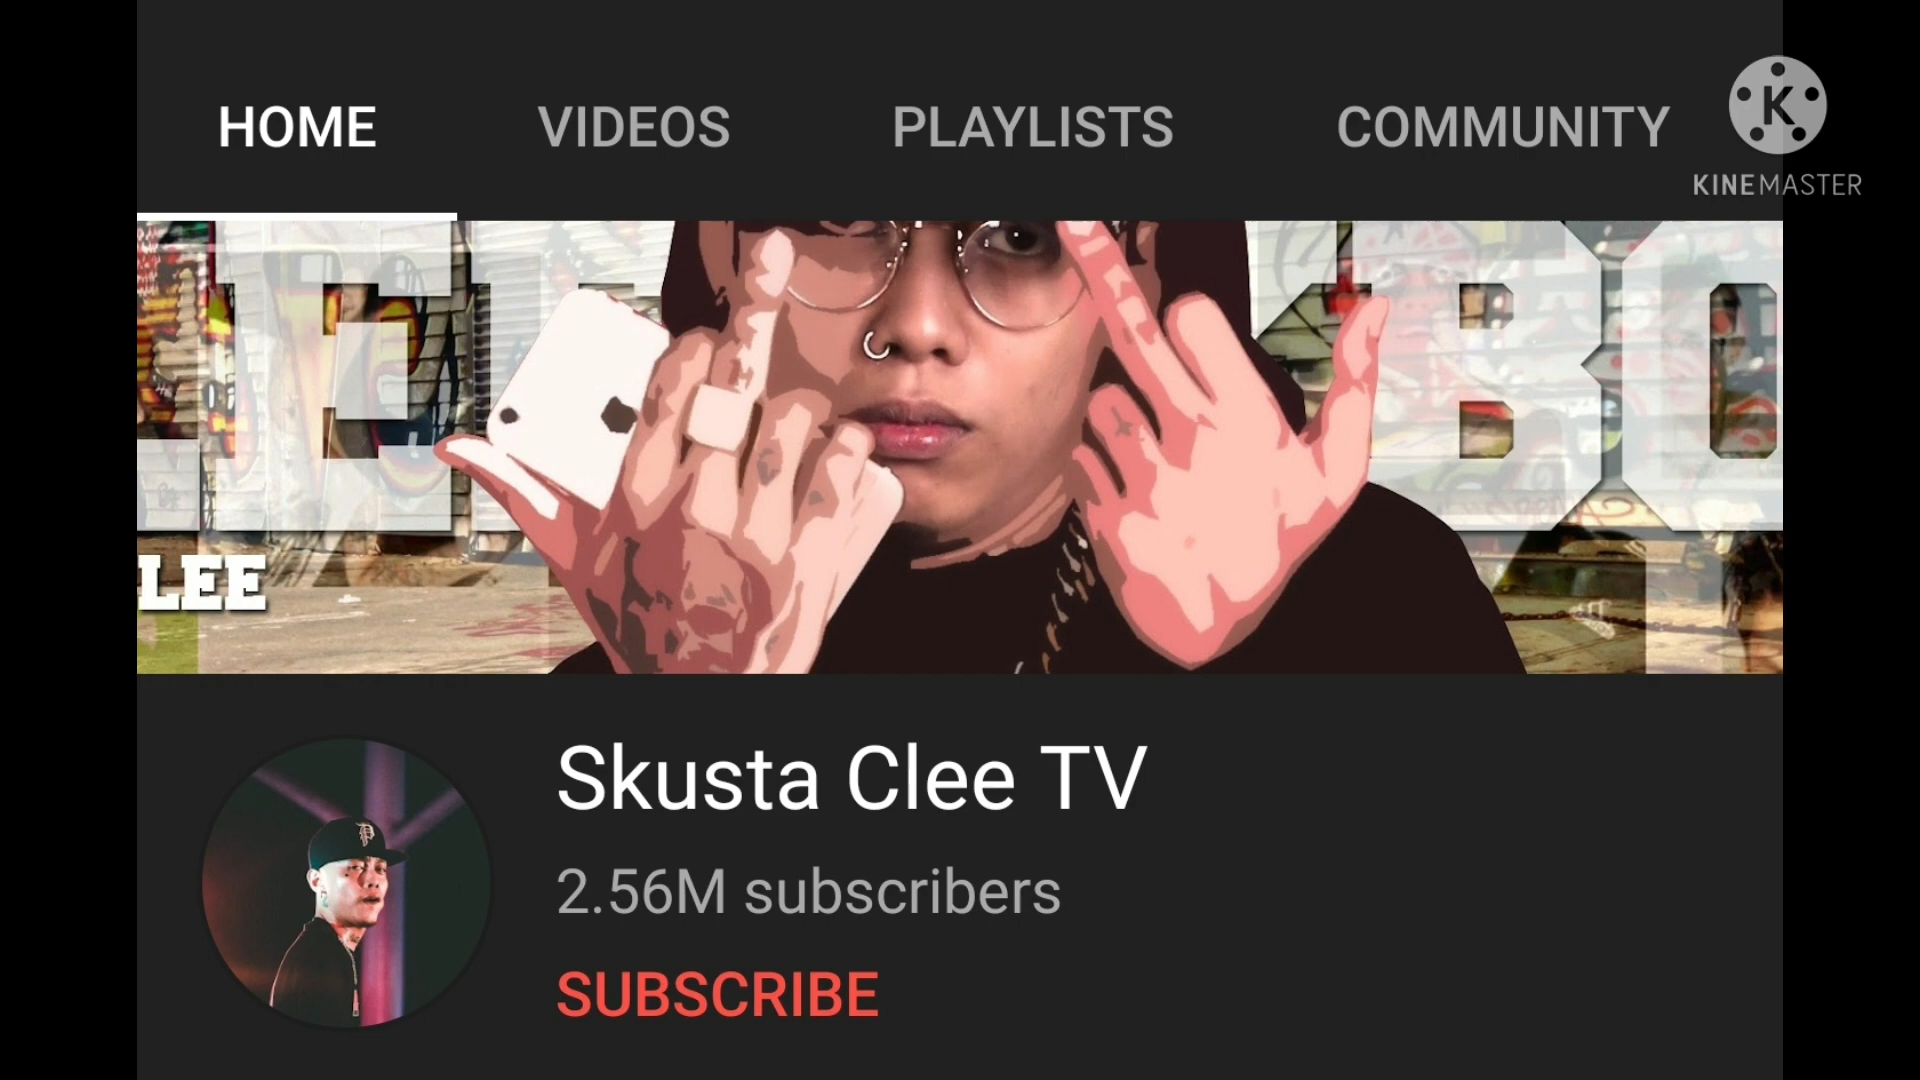 HOME VIDEOS PLAYLISTS COMMUNITY
KINEMASTER
LEE
Skusta Clee TV
2.56M subscribers
SUBSCRIBE